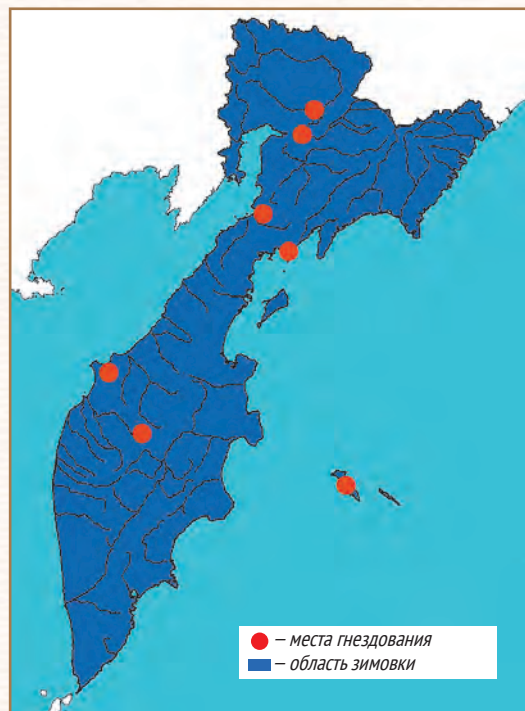 – места гнездования
– область зимовки